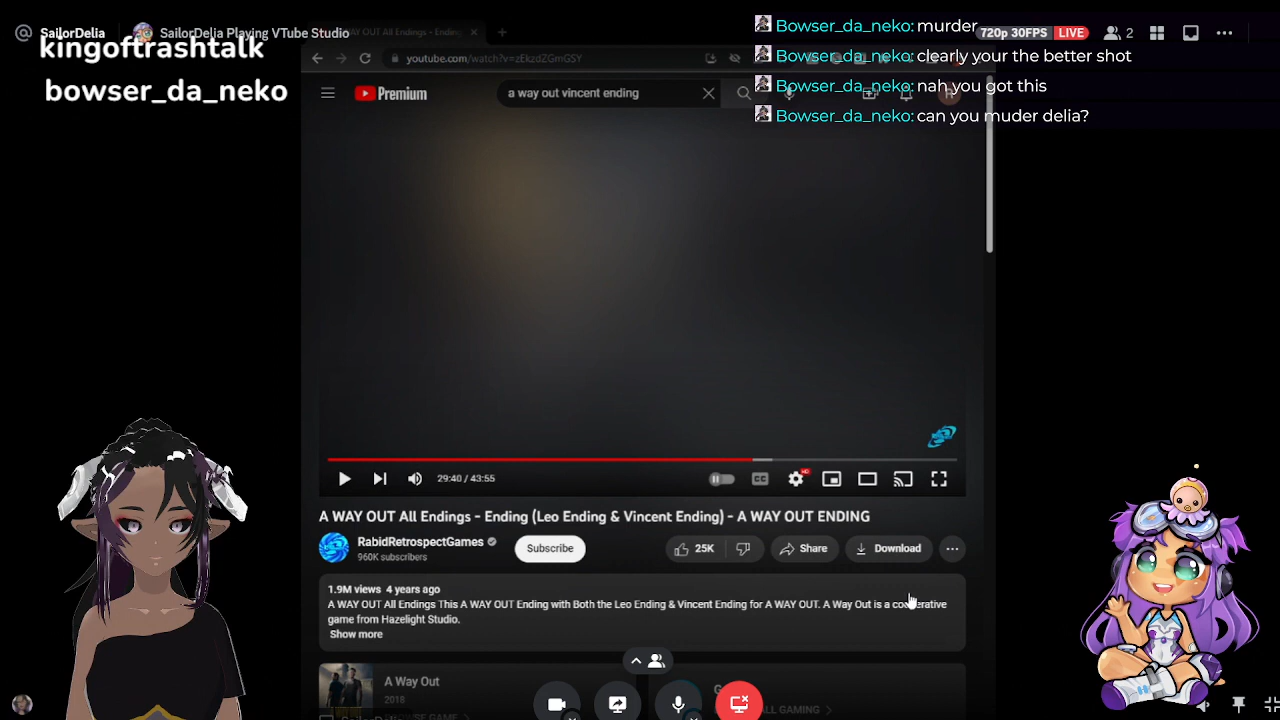 SailorDelia
SailorDelia Playing VTube Studio
kingoftrashtalk
bowser_da_neko
Bowser_da_neko: murder
Bowser_da_neko: clearly your the better shot
Bowser_da_neko: nah you got this
Bowser_da_neko: can you muder delia?
720p 30FPS LIVE
2
WAY OUT All Endings - Ending
youtube.com/watch?v=zEkzdZGmGSY
Premium
a way out vincent ending
29:40 / 43:55
A WAY OUT All Endings - Ending (Leo Ending & Vincent Ending) - A WAY OUT ENDING
RabidRetrospectGames
960K subscribers
Subscribe
25K
Share
Download
1.9M views 4 years ago
A WAY OUT All Endings This A WAY OUT Ending with Both the Leo Ending & Vincent Ending for A WAY OUT. A Way Out is a cooperative
game from Hazelight Studio.
Show more
A Way Out
2018
SailorDelia
ALL GAMING